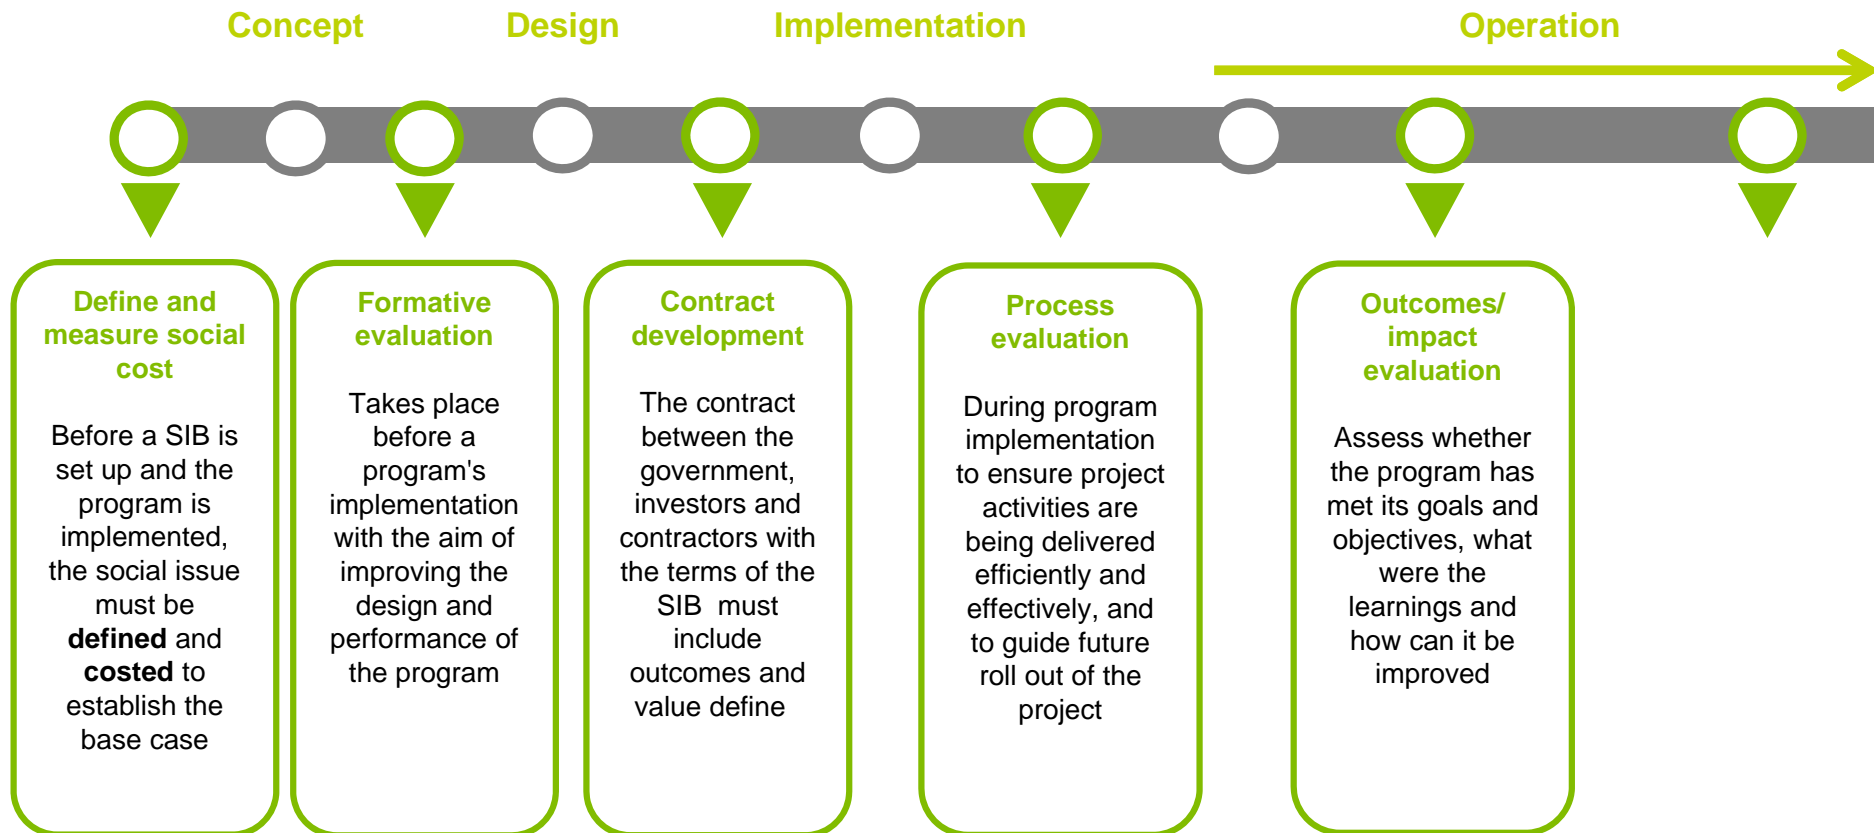 Concept
Design
Implementation
Operation
Define and
measure social
cost
Before a SIB is
set up and the
program is
implemented,
the social issue
must be
defined and
costed to
establish the
base case
Formative
evaluation
Takes place
before a
program's
implementation
with the aim of
improving the
design and
performance of
the program
Contract
development
The contract
between the
government,
investors and
contractors with
the terms of the
SIB  must
include
outcomes and
value define
Process
evaluation
During program
implementation
to ensure project
activities are
being delivered
efficiently and
effectively, and
to guide future
roll out of the
project
Outcomes/
impact
evaluation
Assess whether
the program has
met its goals and
objectives, what
were the
learnings and
how can it be
improved